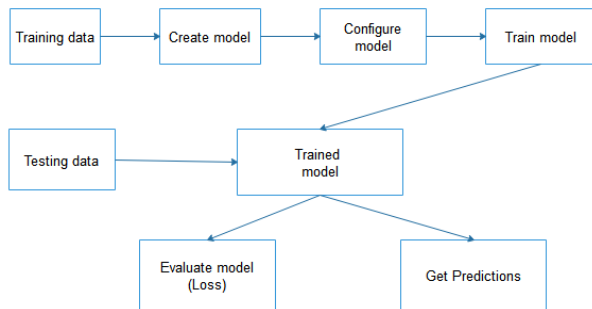 Training data
Create model
Configure
model
Train model
Testing data
Trained
model
Evaluate model
(Loss)
Get Predictions